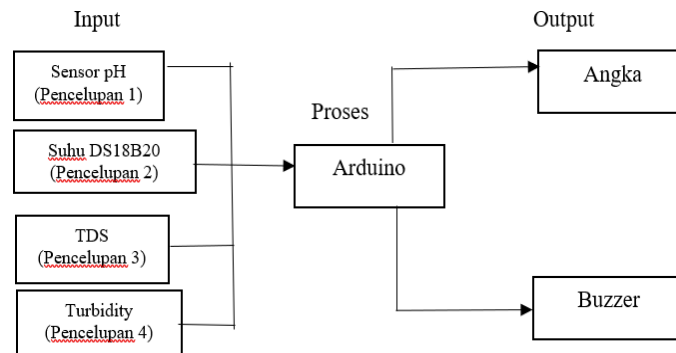 Input
Output
Sensor pH
(Pencelupan 1)
Angka
Proses
Suhu DS18B20
(Pencelupan 2)
Arduino
TDS
(Pencelupan 3)
Turbidity
(Pencelupan 4)
Buzzer